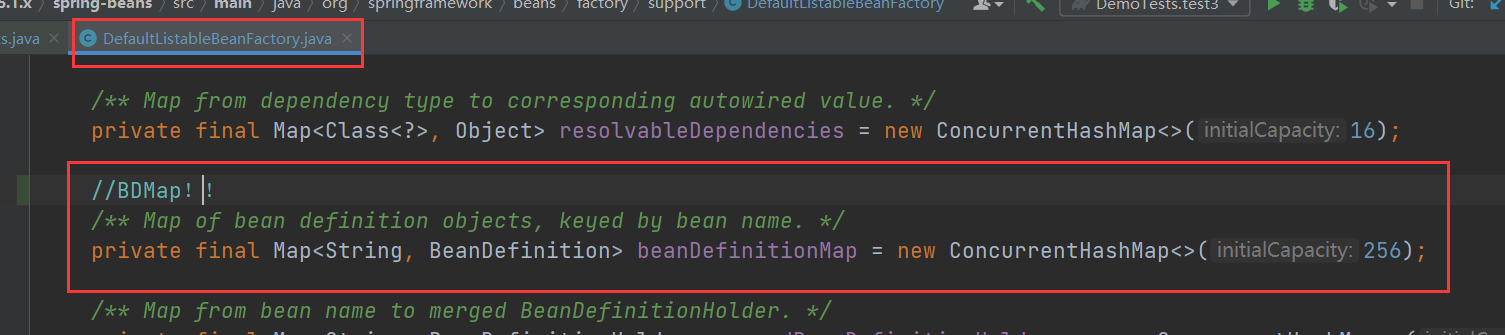 5.1.x › spring-beans › src › main › java › org › springframework › beans › factory › support › DefaultListableBeanFactory DemoTests.test3 Git:
s.java × DefaultListableBeanFactory.java ×
/** Map from dependency type to corresponding autowired value. */
private final Map<Class<?>, Object> resolvableDependencies = new ConcurrentHashMap<>( initialCapacity: 16);
//BDMap！！
/** Map of bean definition objects, keyed by bean name. */
private final Map<String, BeanDefinition> beanDefinitionMap = new ConcurrentHashMap<>( initialCapacity: 256);
/** Map from bean name to merged BeanDefinitionHolder. */